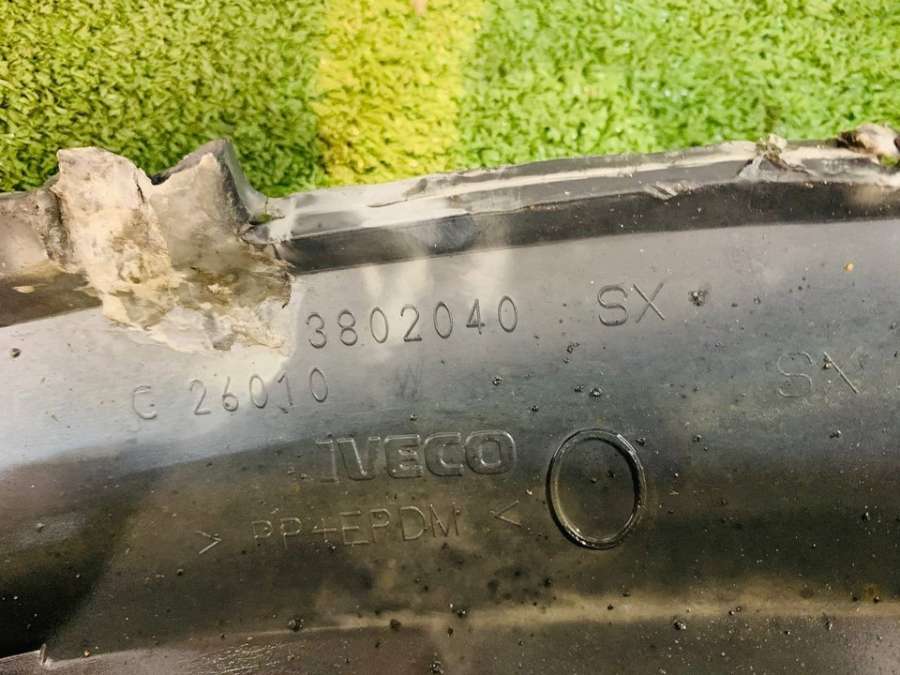 3802040 SX
SX
C 26010
IVECO
> PP+EPDM <